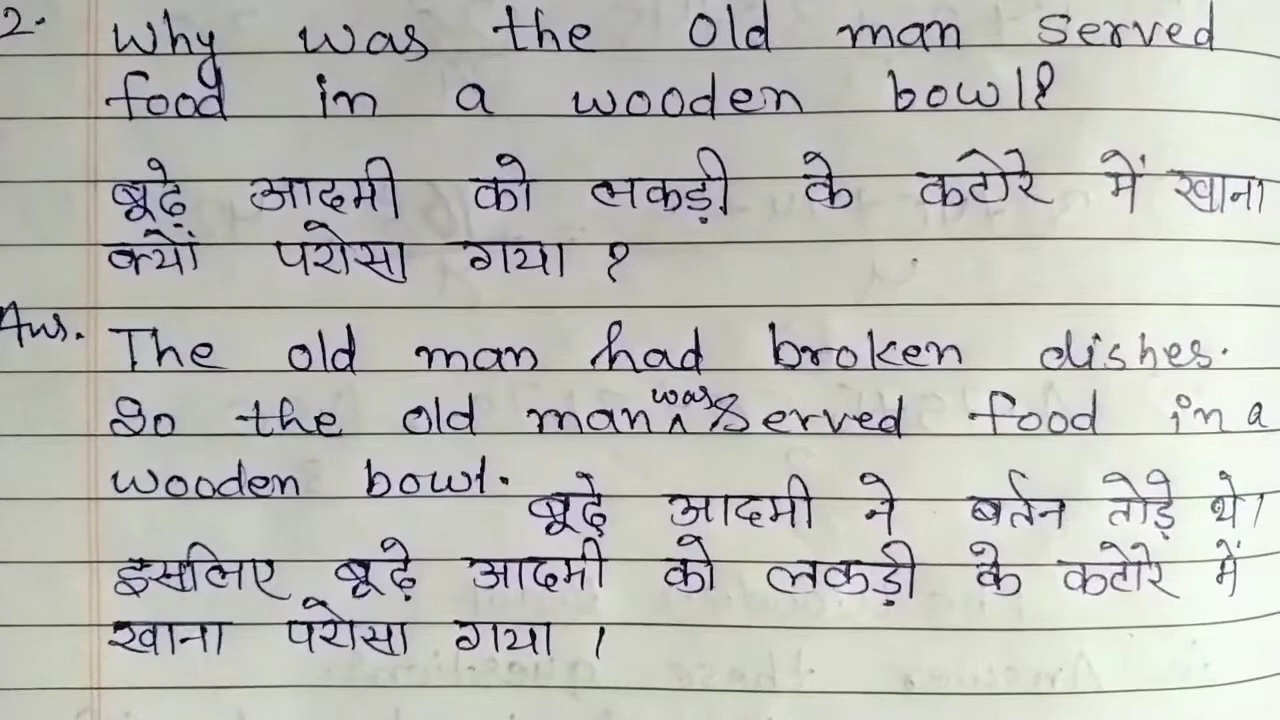 2. Why was the old man served
food in a wooden bowl?
बूढ़े आदमी को लकड़ी के कटोरे में खाना
क्यों परोसा गया ?
Ans. The old man had broken dishes.
So the old man was served food in a
wooden bowl.
बूढ़े आदमी ने बर्तन तोड़े थे।
इसलिए बूढ़े आदमी को लकड़ी के कटोरे में
खाना परोसा गया ।